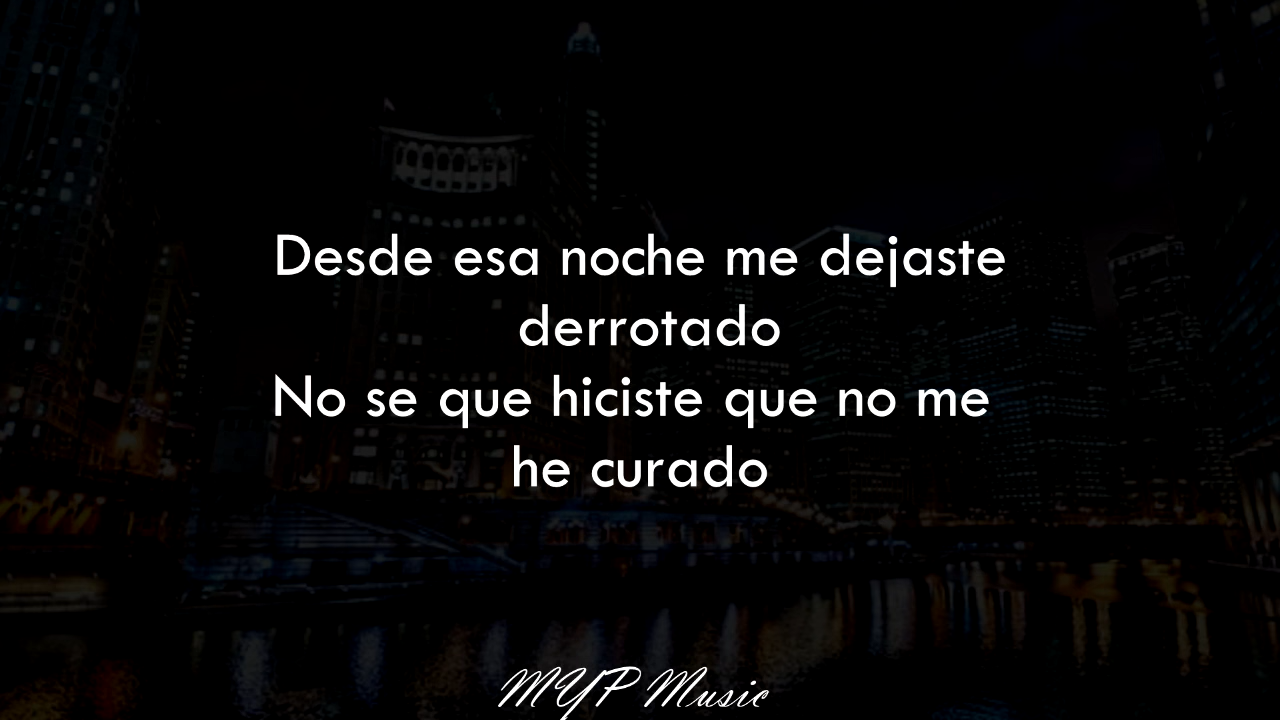 Desde esa noche me dejaste
derrotado
No se que hiciste que no me
he curado
MYP Music